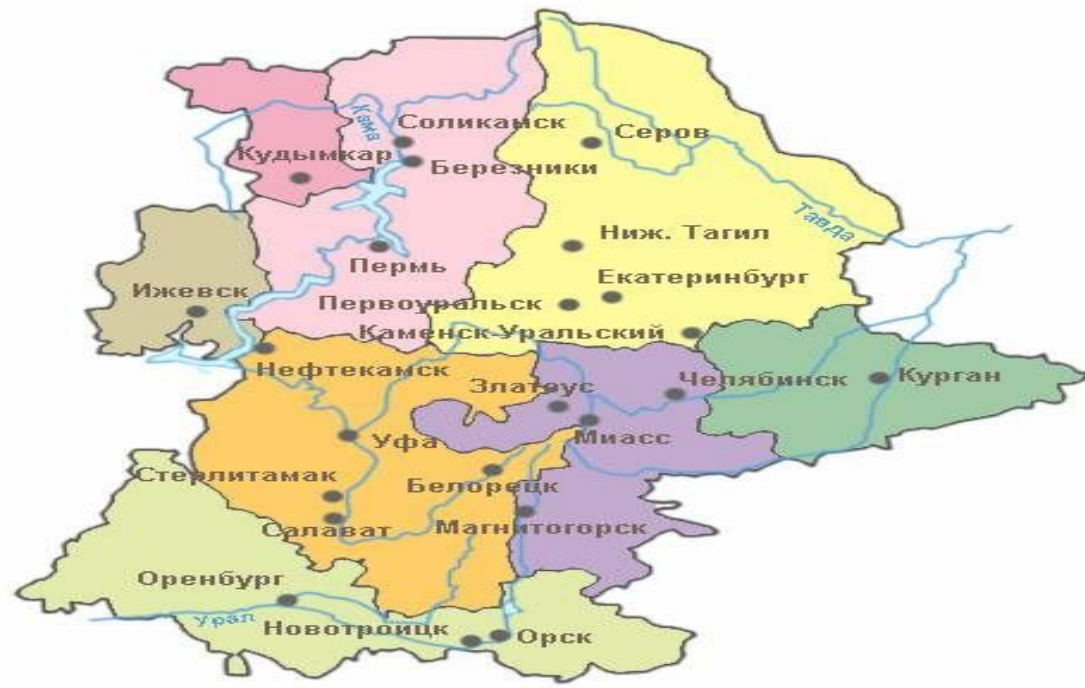 Кама
Соликамск
Серов
Кудымкар
Березники
Тавда
Ниж. Тагил
Пермь
Екатеринбург
Ижевск
Первоуральск
Каменск-Уральский
Нефтекамск
Златоус
Челябинск
Курган
Уфа
Миасс
Стерлитамак
Белорецк
Салават
Магнитогорск
Оренбург
Урал
Новотроицк
Орск